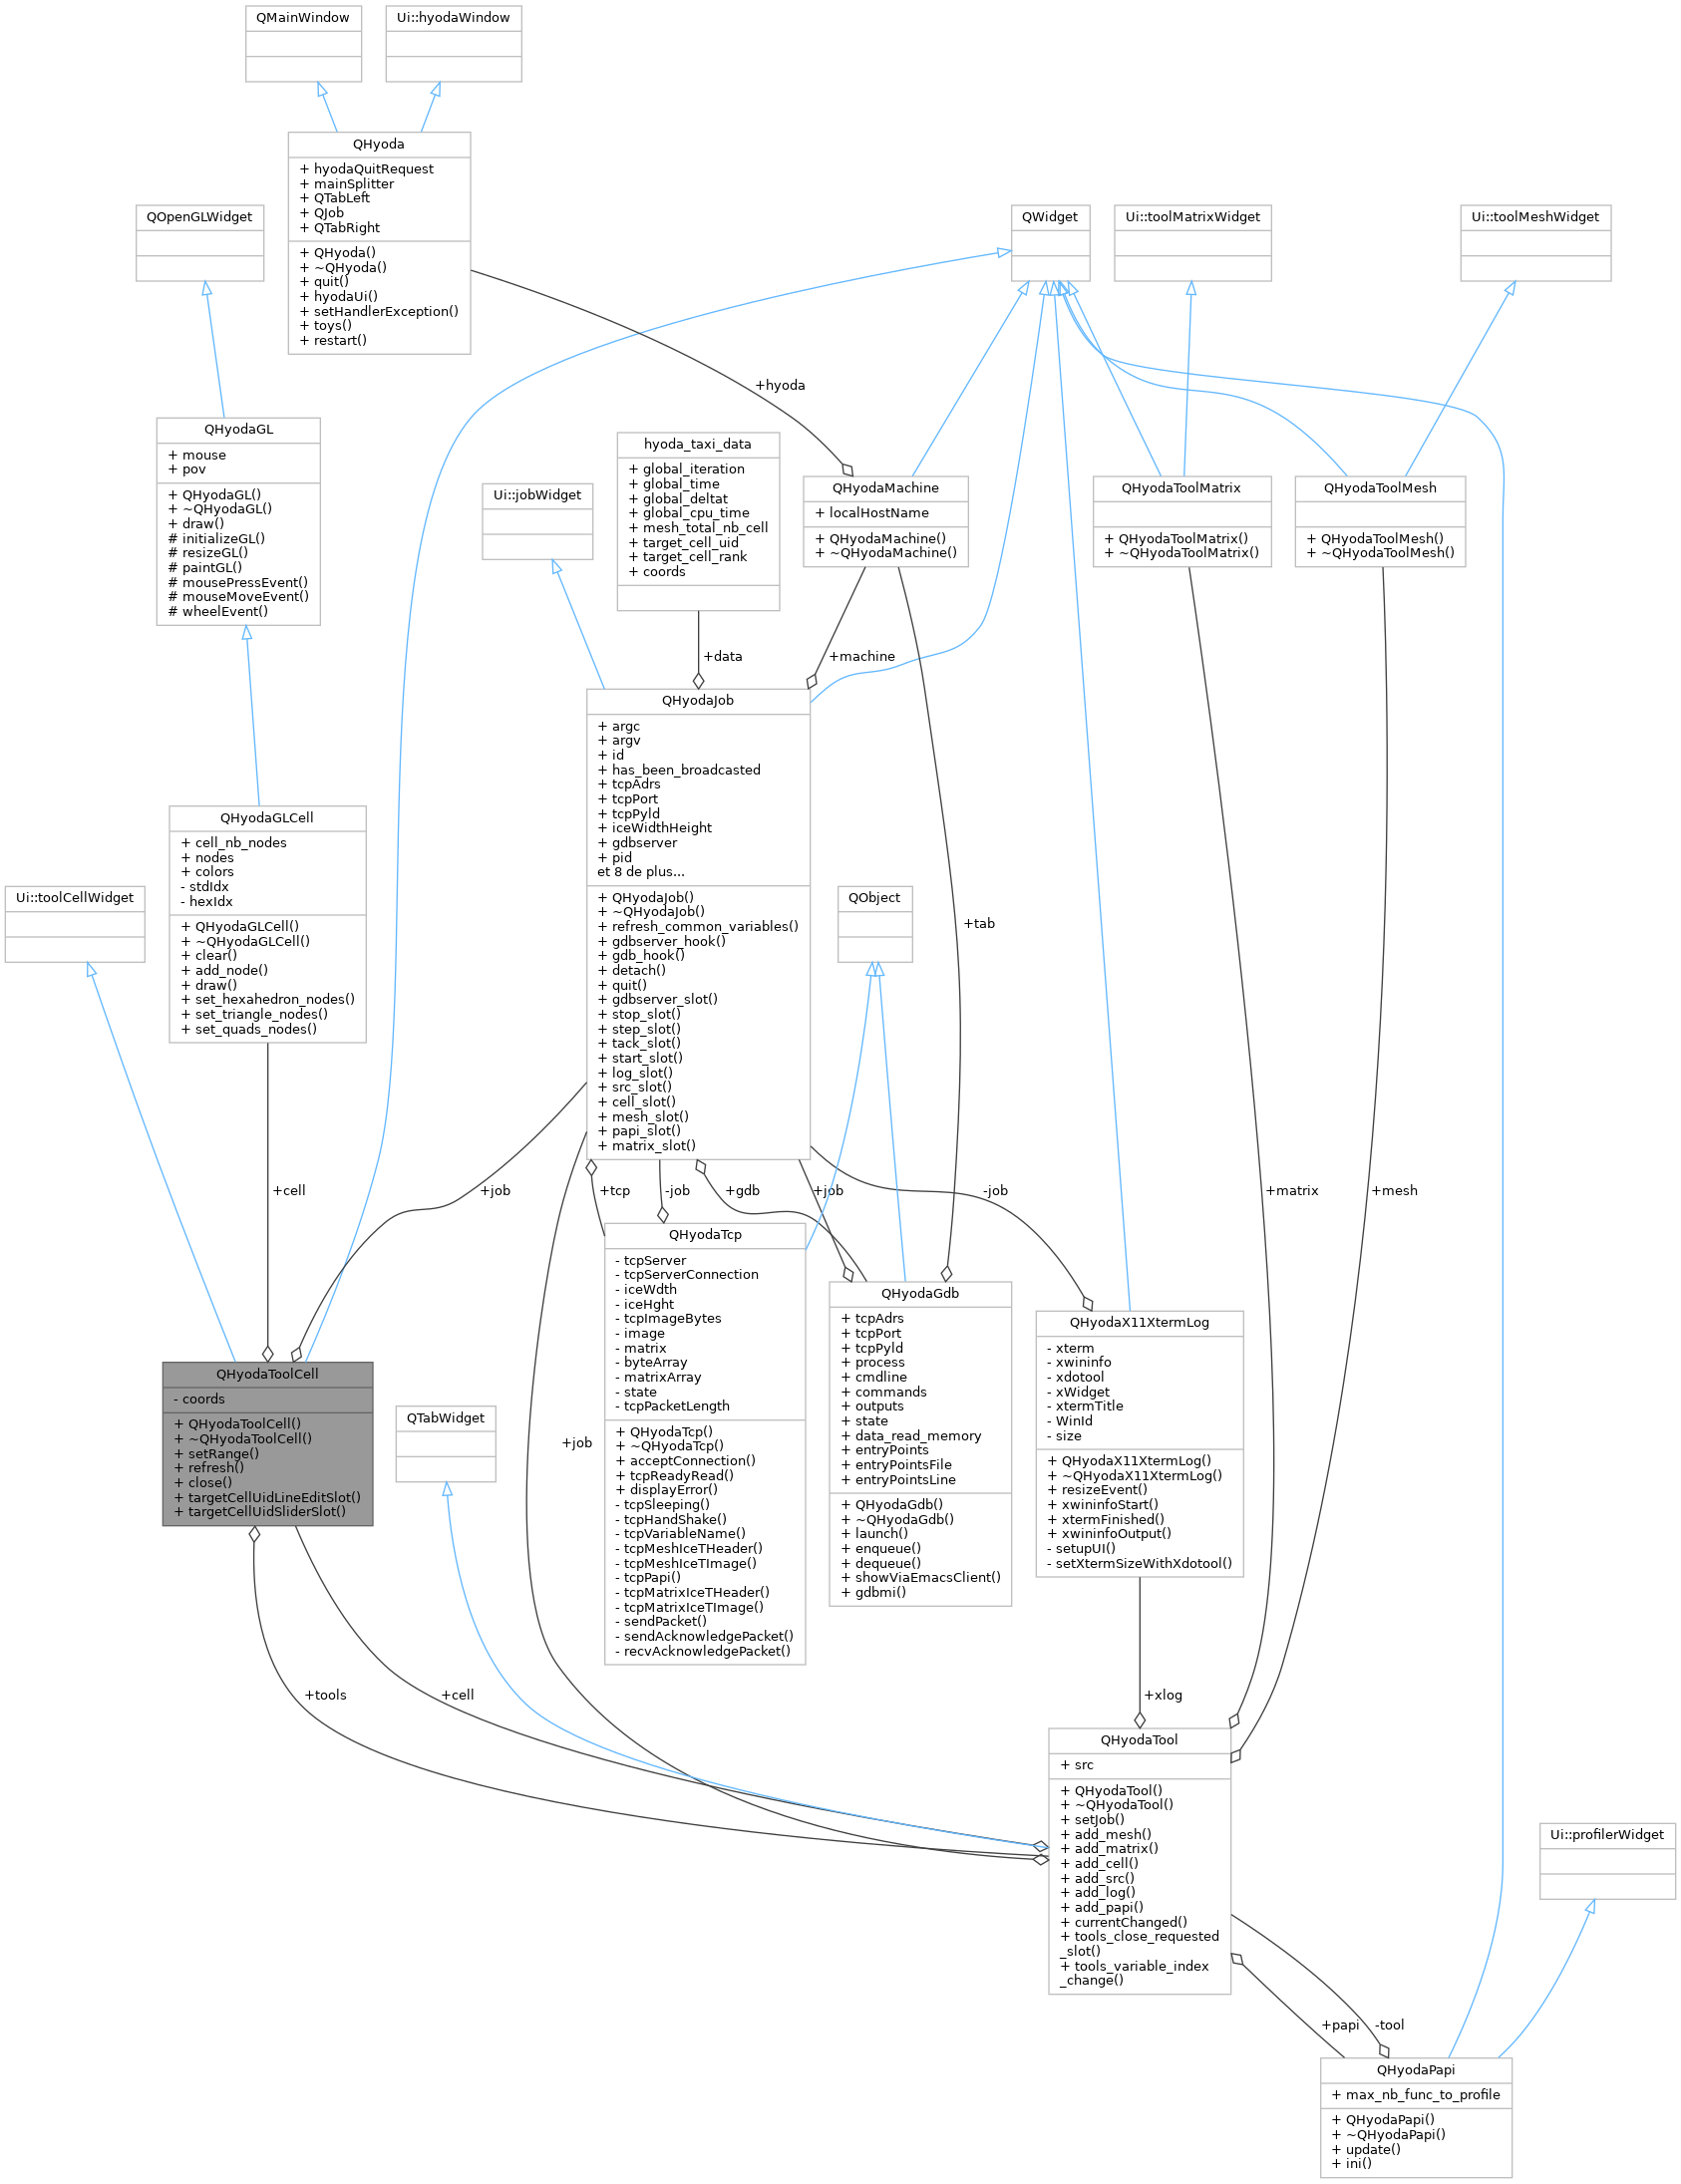 QMainWindow
Ui::hyodaWindow
QHyoda
+ hyodaQuitRequest
+ mainSplitter
+ QTabLeft
+ QJob
+ QTabRight
+ QHyoda()
+ ~QHyoda()
+ quit()
+ hyodaUi()
+ setHandlerException()
+ toys()
+ restart()
QOpenGLWidget
QWidget
Ui::toolMatrixWidget
Ui::toolMeshWidget
+hyoda
QHyodaGL
+ mouse
+ pov
+ QHyodaGL()
+ ~QHyodaGL()
+ draw()
# initializeGL()
# resizeGL()
# paintGL()
# mousePressEvent()
# mouseMoveEvent()
# wheelEvent()
Ui::jobWidget
hyoda_taxi_data
+ global_iteration
+ global_time
+ global_deltat
+ global_cpu_time
+ mesh_total_nb_cell
+ target_cell_uid
+ target_cell_rank
+ coords
QHyodaMachine
+ localHostName
+ QHyodaMachine()
+ ~QHyodaMachine()
QHyodaToolMatrix
+ QHyodaToolMatrix()
+ ~QHyodaToolMatrix()
QHyodaToolMesh
+ QHyodaToolMesh()
+ ~QHyodaToolMesh()
+data
+machine
QHyodaJob
+ argc
+ argv
+ id
+ has_been_broadcasted
+ tcpAdrs
+ tcpPort
+ tcpPyld
+ iceWidthHeight
+ gdbserver
+ pid
et 8 de plus...
+ QHyodaJob()
+ ~QHyodaJob()
+ refresh_common_variables()
+ gdbserver_hook()
+ gdb_hook()
+ detach()
+ quit()
+ gdbserver_slot()
+ stop_slot()
+ step_slot()
+ tack_slot()
+ start_slot()
+ log_slot()
+ src_slot()
+ cell_slot()
+ mesh_slot()
+ papi_slot()
+ matrix_slot()
QHyodaGLCell
+ cell_nb_nodes
+ nodes
+ colors
- stdIdx
- hexIdx
+ QHyodaGLCell()
+ ~QHyodaGLCell()
+ clear()
+ add_node()
+ draw()
+ set_hexahedron_nodes()
+ set_triangle_nodes()
+ set_quads_nodes()
Ui::toolCellWidget
QObject
+tab
+cell
+job
+tcp
-job
+gdb
+job
-job
+matrix
+mesh
QHyodaTcp
- tcpServer
- tcpServerConnection
- iceWdth
- iceHght
- tcpImageBytes
- image
- matrix
- byteArray
- matrixArray
- state
- tcpPacketLength
+ QHyodaTcp()
+ ~QHyodaTcp()
+ acceptConnection()
+ tcpReadyRead()
+ displayError()
- tcpSleeping()
- tcpHandShake()
- tcpVariableName()
- tcpMeshIceTHeader()
- tcpMeshIceTImage()
- tcpPapi()
- tcpMatrixIceTHeader()
- tcpMatrixIceTImage()
- sendPacket()
- sendAcknowledgePacket()
- recvAcknowledgePacket()
QHyodaGdb
+ tcpAdrs
+ tcpPort
+ tcpPyld
+ process
+ cmdline
+ commands
+ outputs
+ state
+ data_read_memory
+ entryPoints
+ entryPointsFile
+ entryPointsLine
+ QHyodaGdb()
+ ~QHyodaGdb()
+ launch()
+ enqueue()
+ dequeue()
+ showViaEmacsClient()
+ gdbmi()
QHyodaX11XtermLog
- xterm
- xwininfo
- xdotool
- xWidget
- xtermTitle
- WinId
- size
+ QHyodaX11XtermLog()
+ ~QHyodaX11XtermLog()
+ resizeEvent()
+ xwininfoStart()
+ xtermFinished()
+ xwininfoOutput()
- setupUI()
- setXtermSizeWithXdotool()
QHyodaToolCell
- coords
+ QHyodaToolCell()
+ ~QHyodaToolCell()
+ setRange()
+ refresh()
+ close()
+ targetCellUidLineEditSlot()
+ targetCellUidSliderSlot()
QTabWidget
+job
+tools
+cell
+xlog
QHyodaTool
+ src
+ QHyodaTool()
+ ~QHyodaTool()
+ setJob()
+ add_mesh()
+ add_matrix()
+ add_cell()
+ add_src()
+ add_log()
+ add_papi()
+ currentChanged()
+ tools_close_requested
_slot()
+ tools_variable_index
_change()
Ui::profilerWidget
+papi
-tool
QHyodaPapi
+ max_nb_func_to_profile
+ QHyodaPapi()
+ ~QHyodaPapi()
+ update()
+ ini()